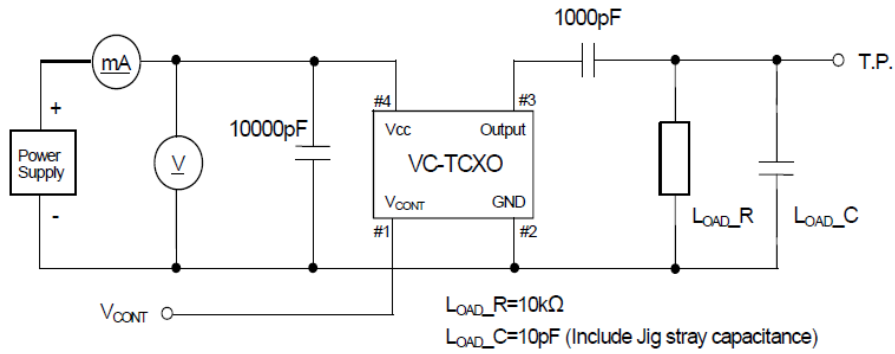 1000pF
mA
T.P.
+
#4
#3
10000pF
Vcc
Output
Power
Supply
V
VC-TCXO
-
VCONT
GND
#1
#2
LOAD_R
LOAD_C
VCONT
LOAD_R=10kΩ
LOAD_C=10pF (Include Jig stray capacitance)